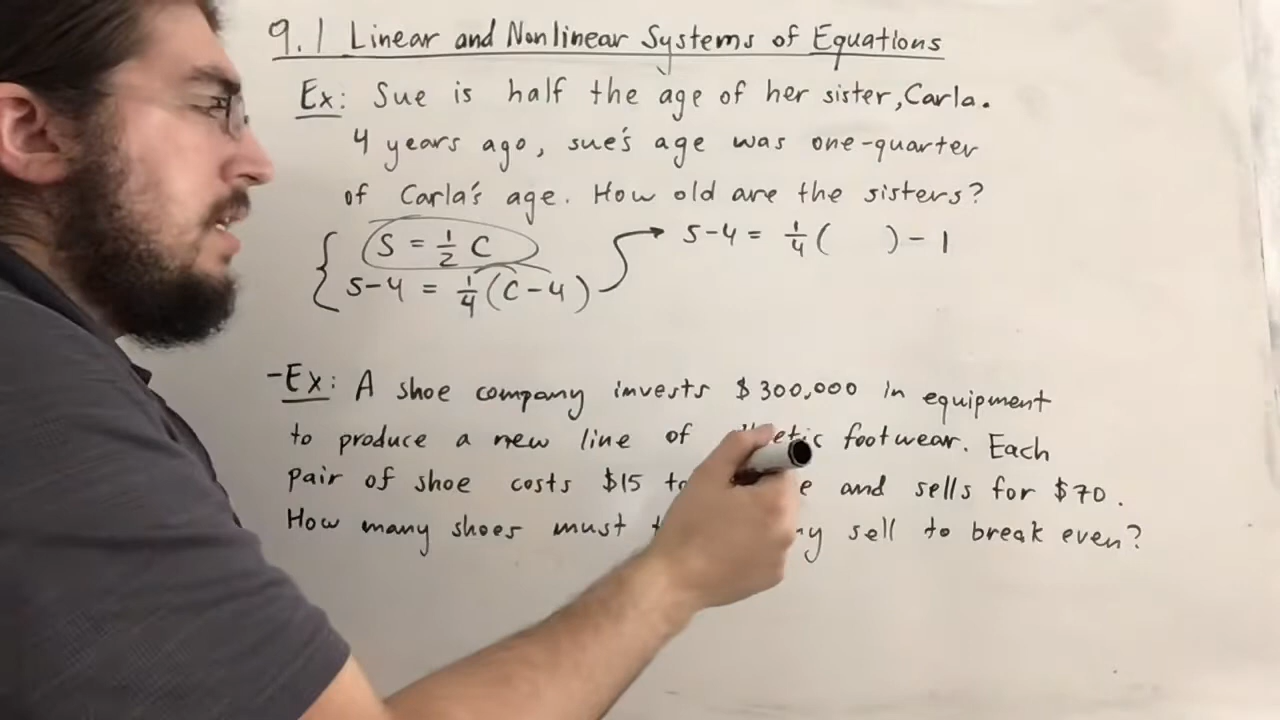 9.1 Linear and Nonlinear Systems of Equations
Ex: Sue is half the age of her sister, Carla.
4 years ago, sue's age was one-quarter
of Carla's age. How old are the sisters?
S = 1/2 C
S-4 = 1/4 (C-4)
S-4 = 1/4 (    ) - 1
-Ex: A shoe company invests $300,000 in equipment
to produce a new line of footwear. Each
pair of shoe costs $15 and sells for $70.
How many shoes must sell to break even?